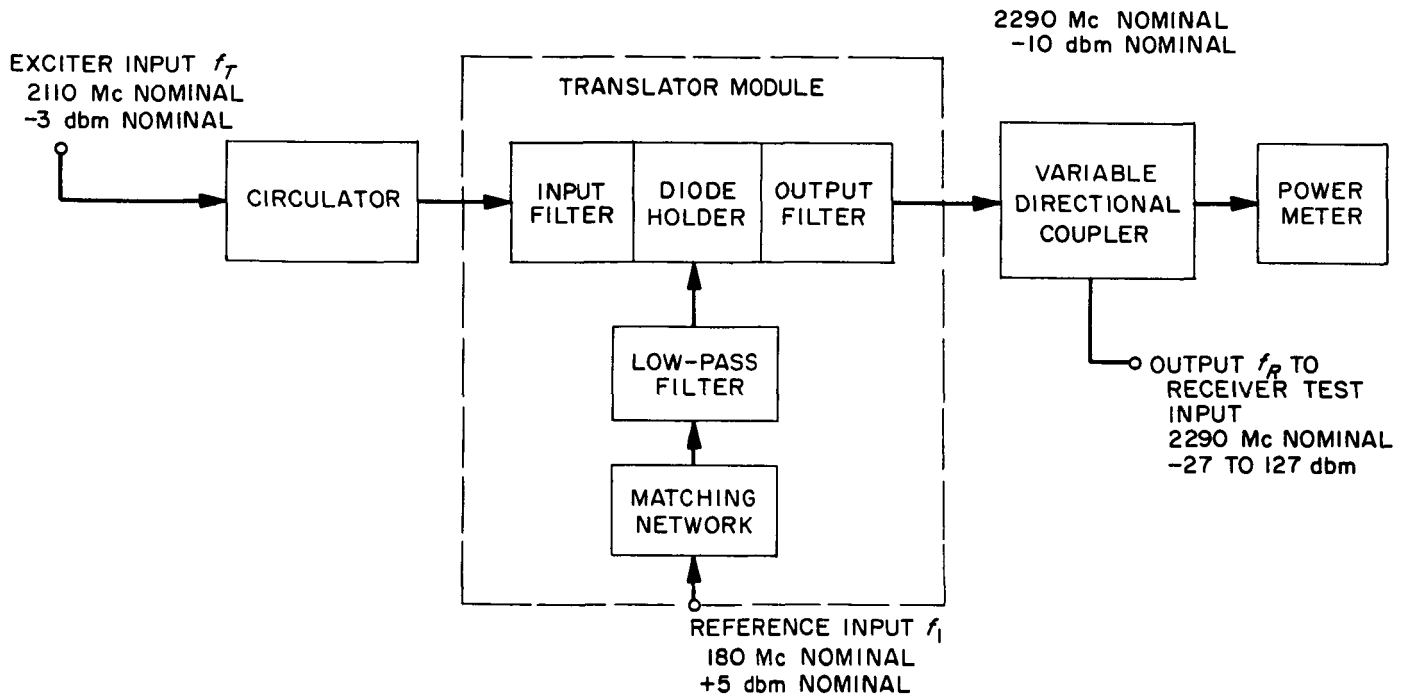 2290 Mc NOMINAL
-10 dbm NOMINAL
EXCITER INPUT f_T
2110 Mc NOMINAL
-3 dbm NOMINAL
TRANSLATOR MODULE
CIRCULATOR
INPUT
FILTER
DIODE
HOLDER
OUTPUT
FILTER
VARIABLE
DIRECTIONAL
COUPLER
POWER
METER
LOW-PASS
FILTER
OUTPUT f_R TO
RECEIVER TEST
INPUT
2290 Mc NOMINAL
-27 TO 127 dbm
MATCHING
NETWORK
REFERENCE INPUT f_1
180 Mc NOMINAL
+5 dbm NOMINAL